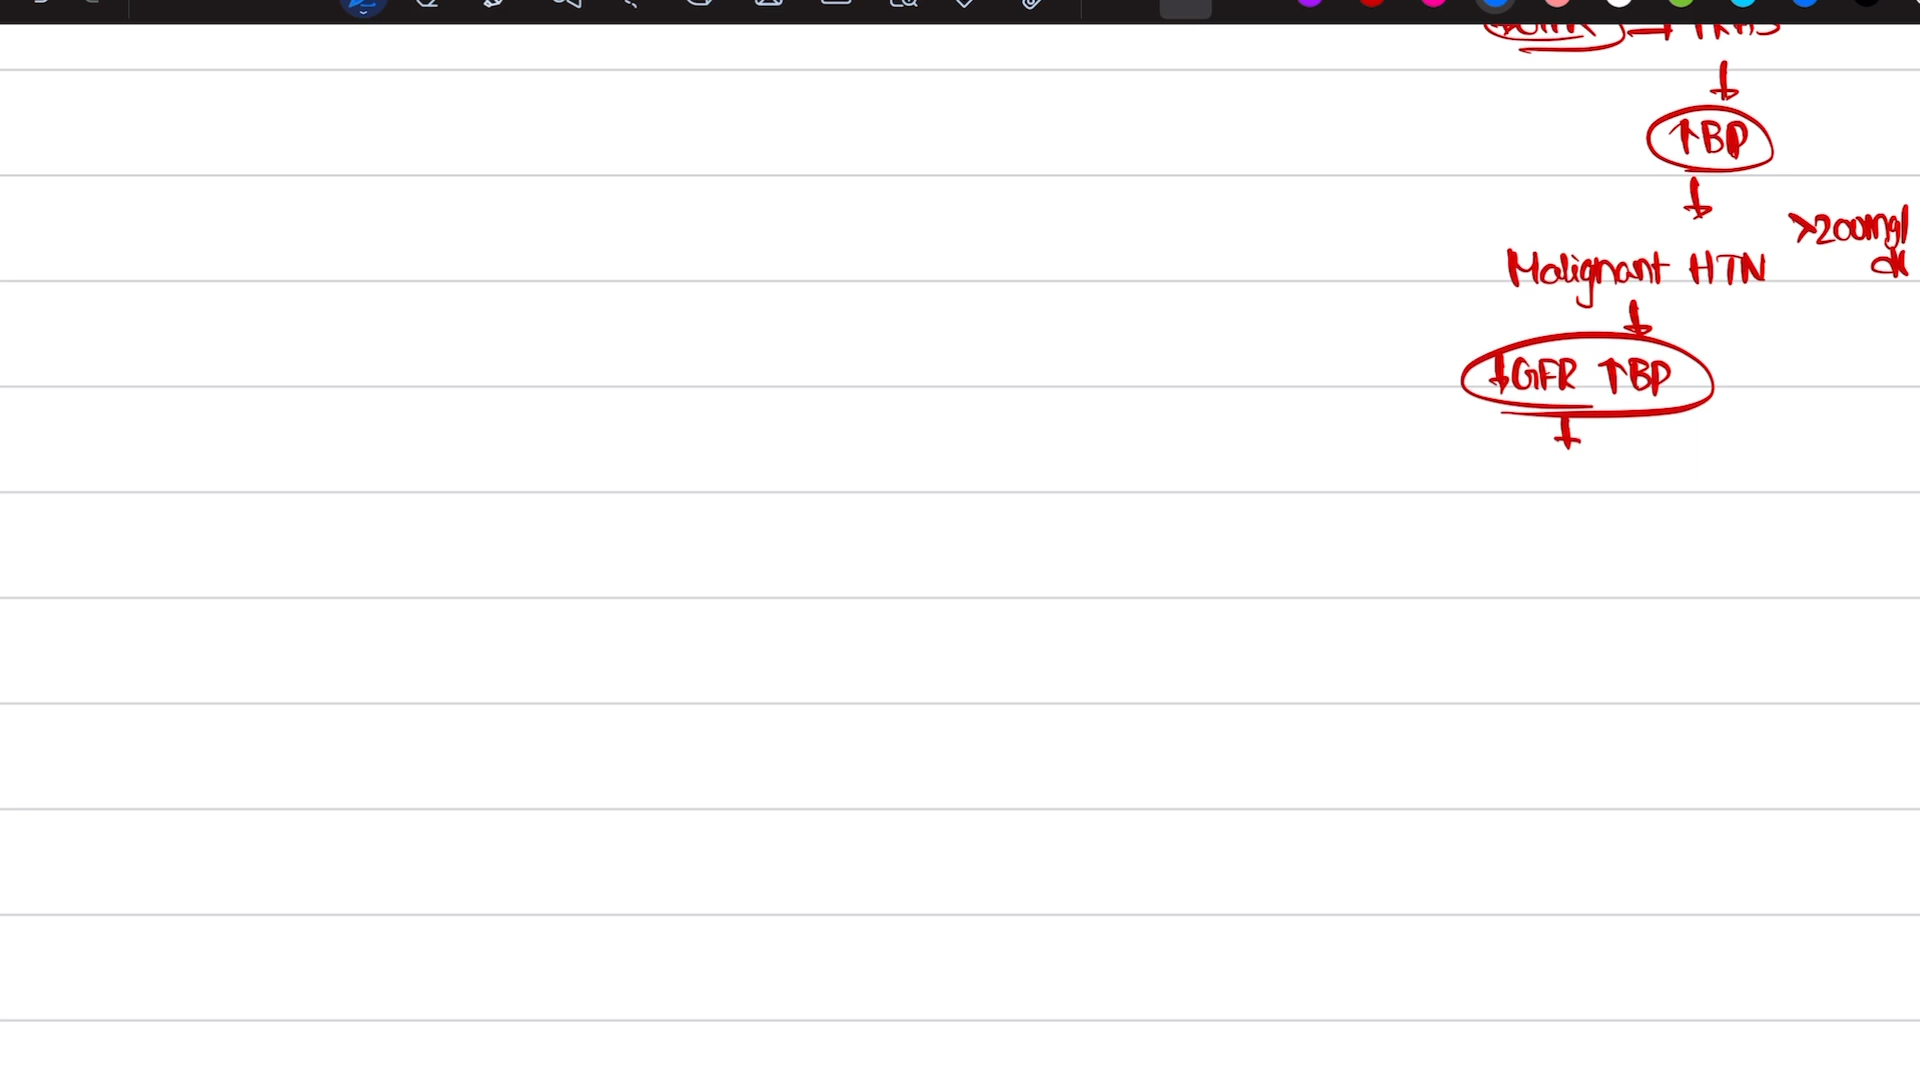 ↑BP
>200mg/
dl
Malignant HTN
↓GFR ↑BP